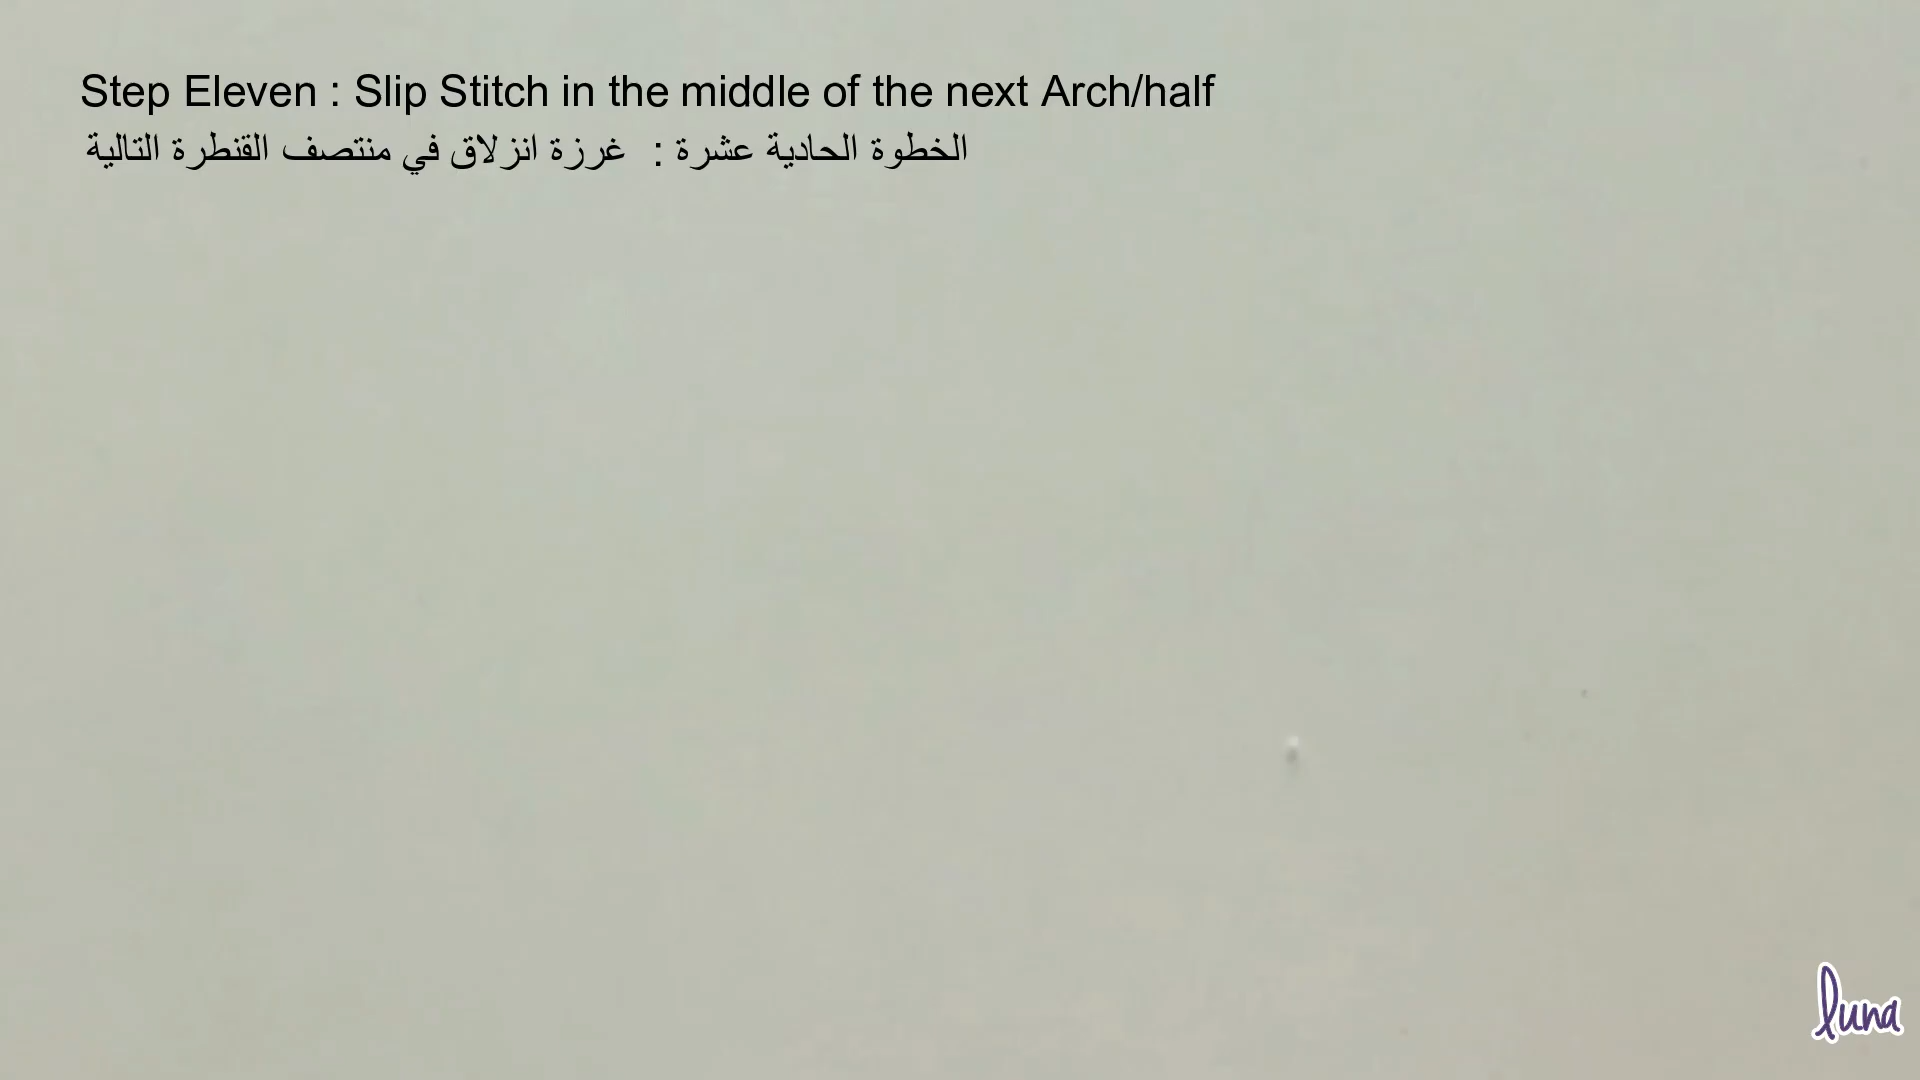 Step Eleven : Slip Stitch in the middle of the next Arch/half
الخطوة الحادية عشرة :  غرزة انزلاق في منتصف القنطرة التالية
luna